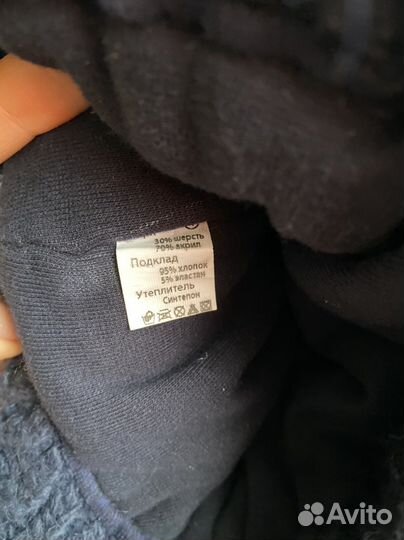 30% шерсть
70% акрил
Подклад
95% хлопок
5% эластан
Утеплитель
Синтепон
Avito